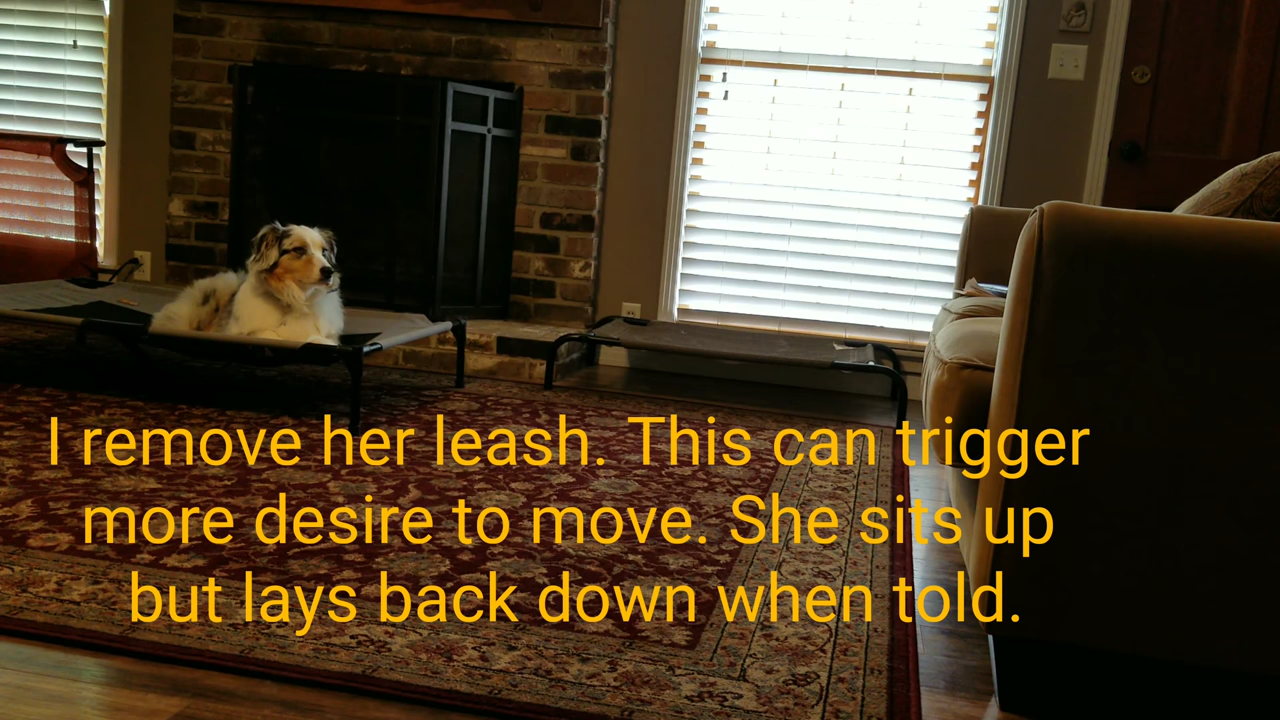 I remove her leash. This can trigger
more desire to move. She sits up
but lays back down when told.